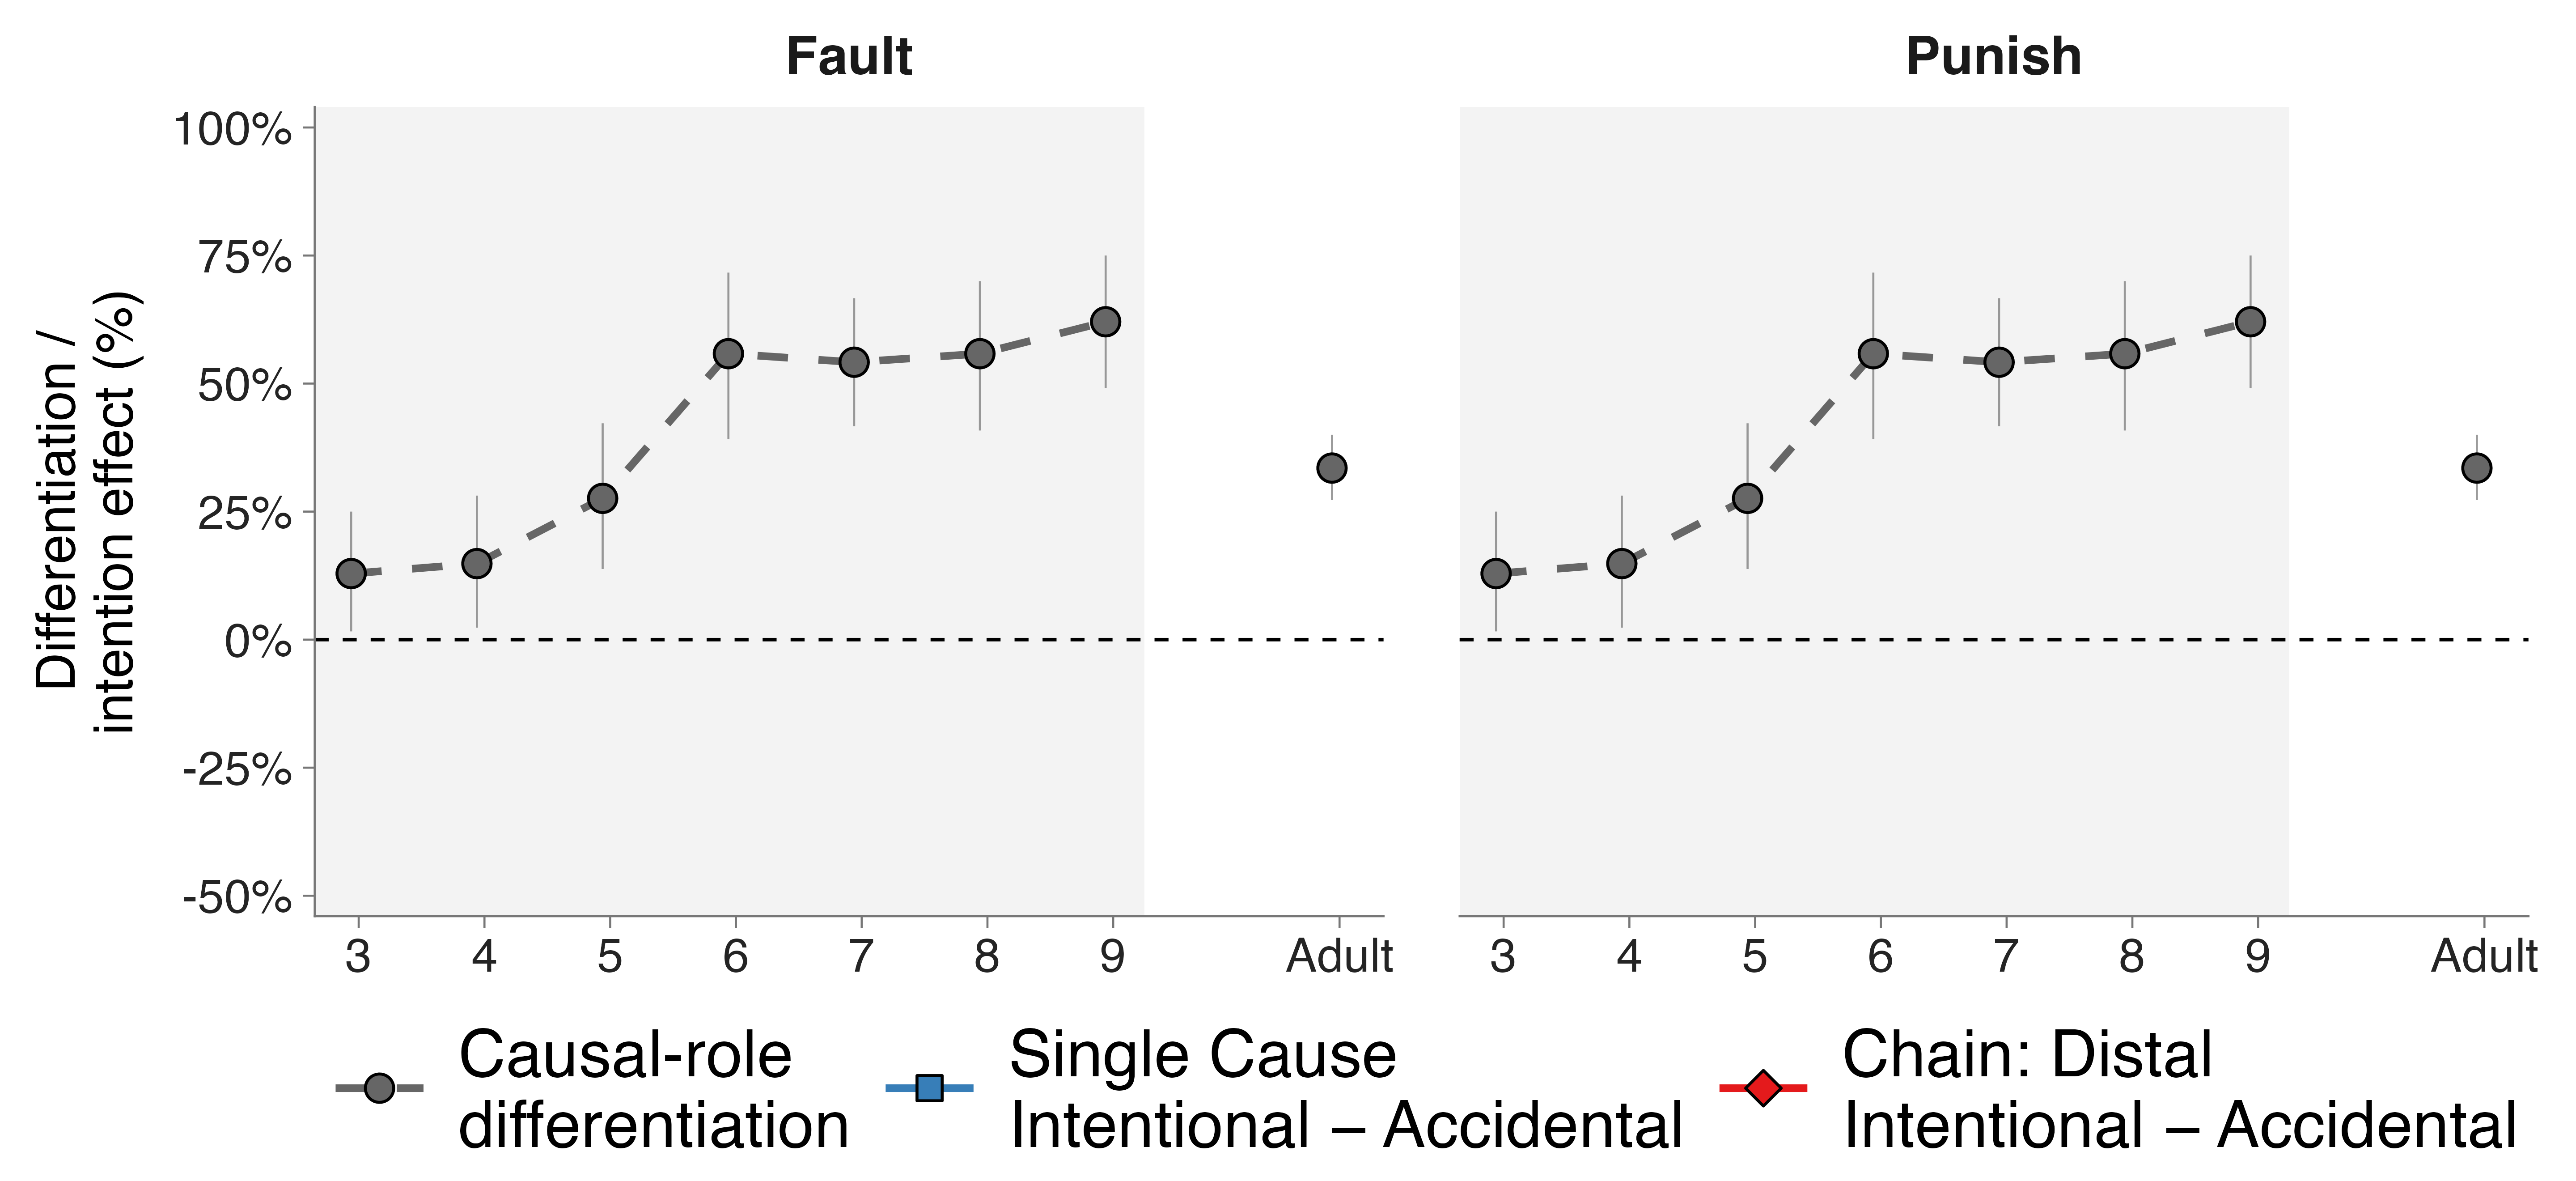 Fault
Punish
Differentiation /
intention effect (%)
100%
75%
50%
25%
0%
-25%
-50%
3 4 5 6 7 8 9 Adult
3 4 5 6 7 8 9 Adult
Causal-role
differentiation
Single Cause
Intentional – Accidental
Chain: Distal
Intentional – Accidental